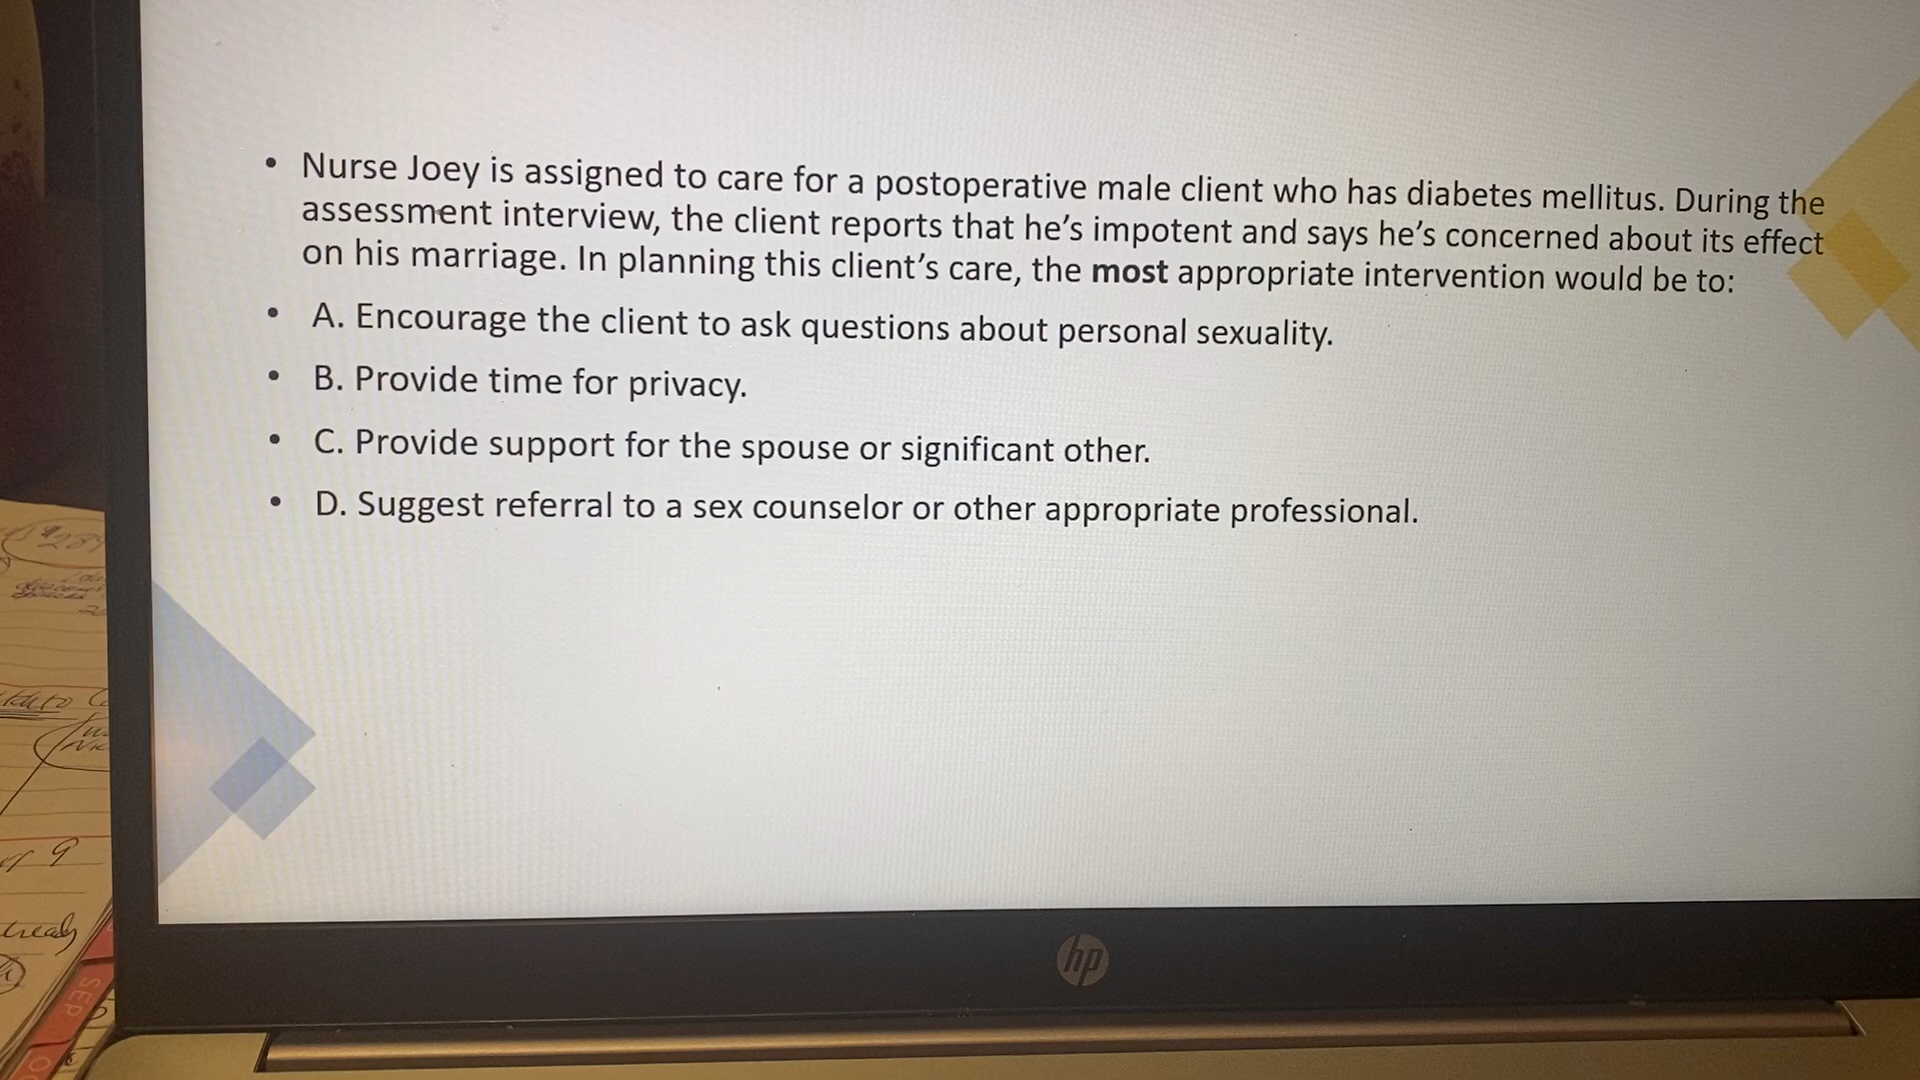 • Nurse Joey is assigned to care for a postoperative male client who has diabetes mellitus. During the
assessment interview, the client reports that he's impotent and says he's concerned about its effect
on his marriage. In planning this client's care, the most appropriate intervention would be to:
• A. Encourage the client to ask questions about personal sexuality.
• B. Provide time for privacy.
• C. Provide support for the spouse or significant other.
• D. Suggest referral to a sex counselor or other appropriate professional.
9
SEP
hp